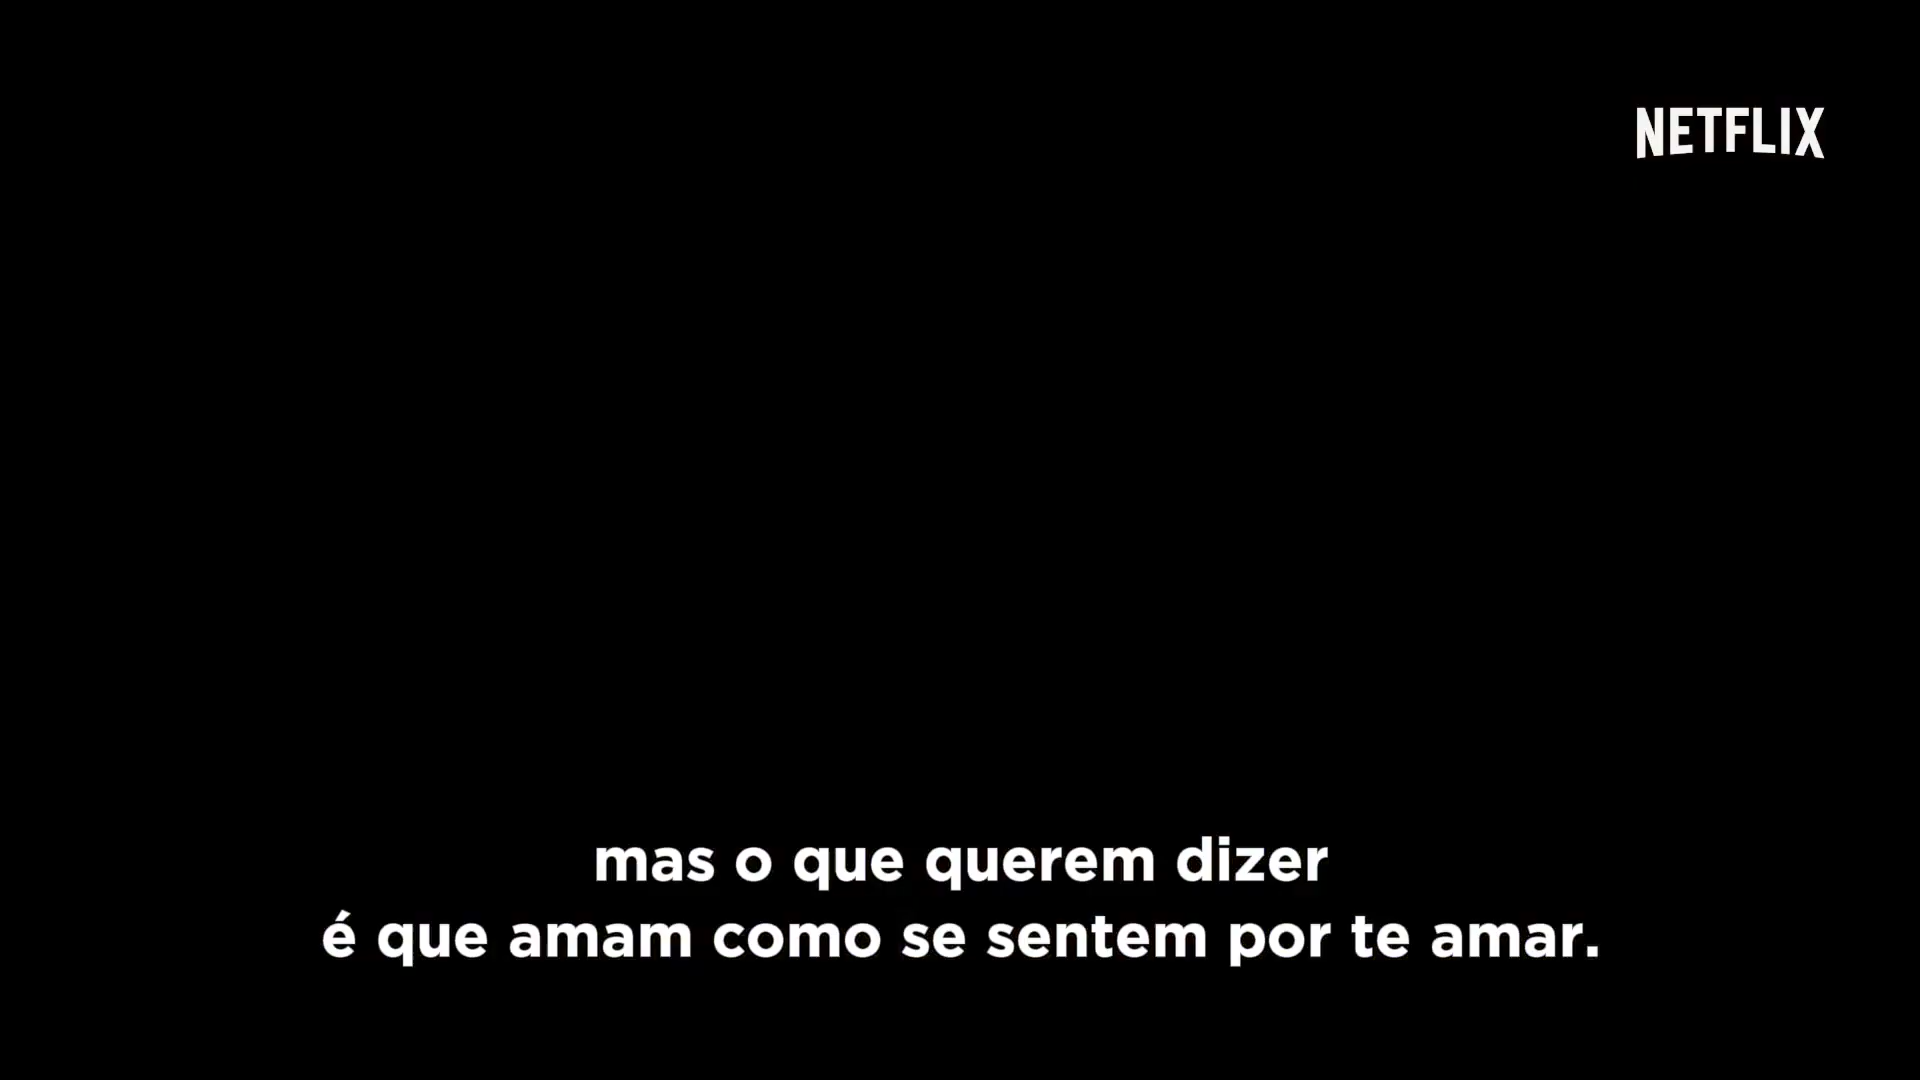 NETFLIX
mas o que querem dizer
é que amam como se sentem por te amar.